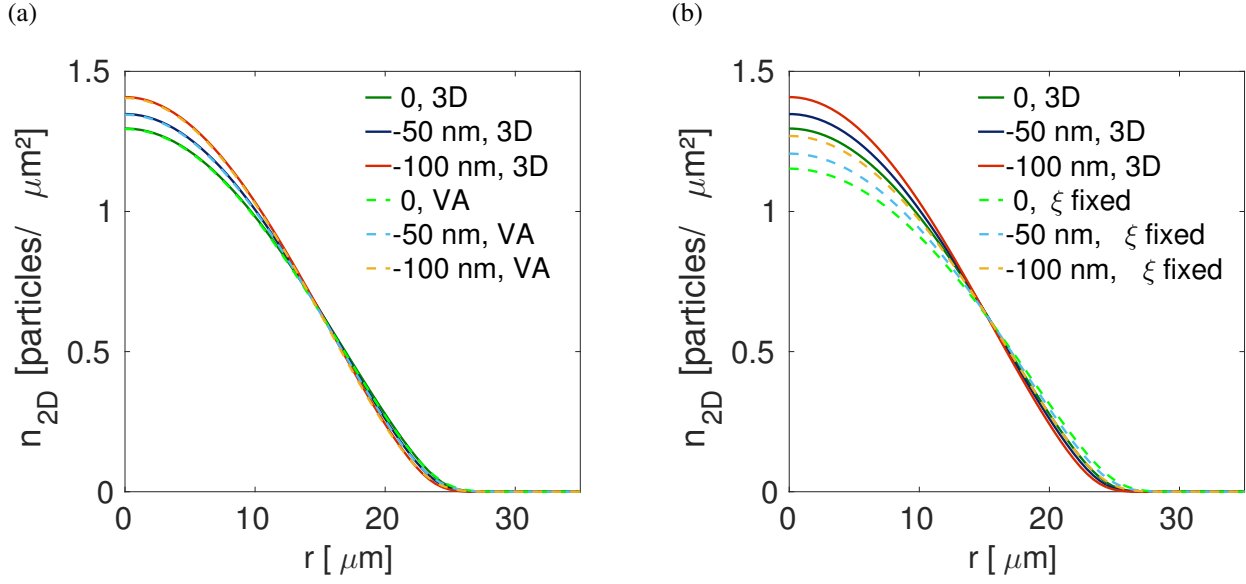 (a)
1.5
1
0.5
0
0
10
20
30
n2D [particles/ μm²]
r [ μm]
0, 3D
-50 nm, 3D
-100 nm, 3D
0, VA
-50 nm, VA
-100 nm, VA
(b)
1.5
1
0.5
0
0
10
20
30
n2D [particles/ μm²]
r [ μm]
0, 3D
-50 nm, 3D
-100 nm, 3D
0, ξ fixed
-50 nm, ξ fixed
-100 nm, ξ fixed